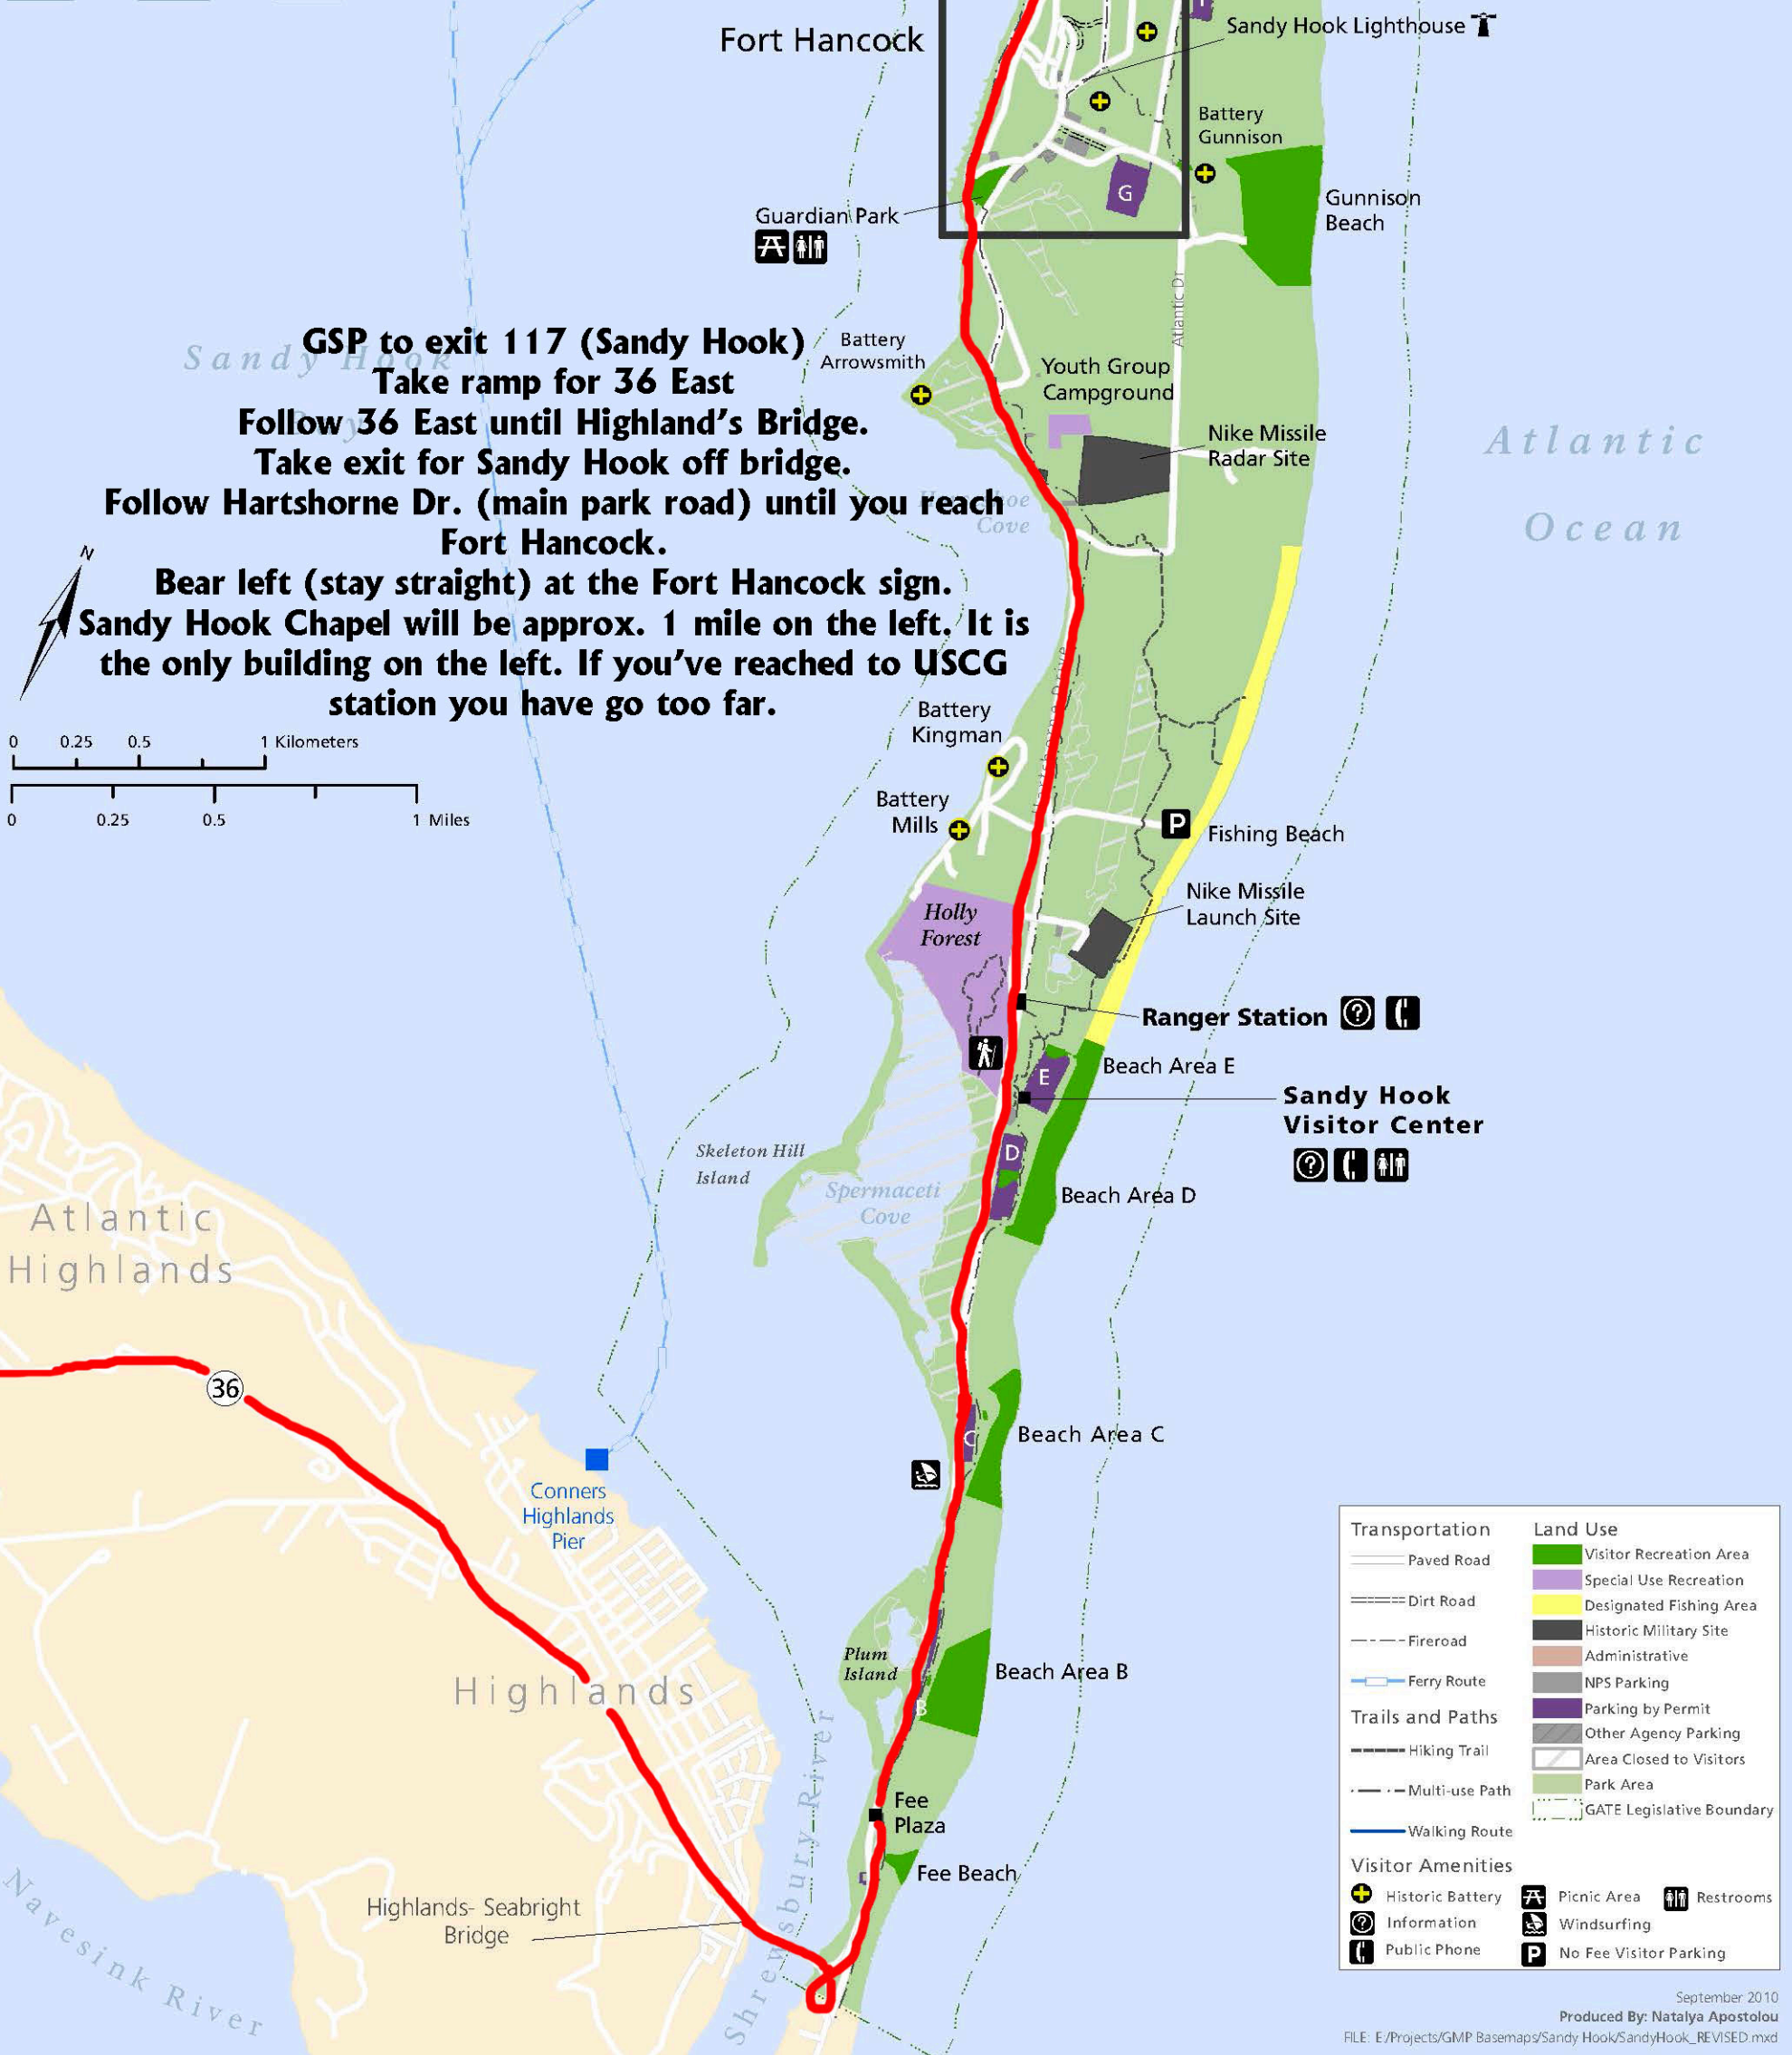 Fort Hancock
Sandy Hook Lighthouse
Battery
Gunnison
G
Guardian Park
Gunnison
Beach
Atlantic Dr
GSP to exit 117 (Sandy Hook)
Take ramp for 36 East
Follow 36 East until Highland's Bridge.
Take exit for Sandy Hook off bridge.
Follow Hartshorne Dr. (main park road) until you reach
Fort Hancock.
Bear left (stay straight) at the Fort Hancock sign.
Sandy Hook Chapel will be approx. 1 mile on the left. It is
the only building on the left. If you've reached to USCG
station you have go too far.
Sandy Hook
Battery
Arrowsmith
Youth Group
Campground
Nike Missile
Radar Site
Atlantic
Ocean
Cove
N
Hartshorne Drive
Battery
Kingman
0 0.25 0.5 1 Kilometers
0 0.25 0.5 1 Miles
Battery
Mills
P
Fishing Beach
Nike Missile
Launch Site
Holly
Forest
Ranger Station
E
Beach Area E
Sandy Hook
Visitor Center
D
Skeleton Hill
Island
Spermaceti
Cove
Beach Area D
Atlantic
Highlands
36
C
Beach Area C
Conners
Highlands
Pier
Plum
Island
B
Beach Area B
Highlands
Fee
Plaza
Fee Beach
Shrewsbury River
Highlands- Seabright
Bridge
Navesink River
Transportation
Paved Road
Dirt Road
Fireroad
Ferry Route
Trails and Paths
Hiking Trail
Multi-use Path
Walking Route
Land Use
Visitor Recreation Area
Special Use Recreation
Designated Fishing Area
Historic Military Site
Administrative
NPS Parking
Parking by Permit
Other Agency Parking
Area Closed to Visitors
Park Area
GATE Legislative Boundary
Visitor Amenities
Historic Battery
Picnic Area
Restrooms
Information
Windsurfing
Public Phone
P
No Fee Visitor Parking
September 2010
Produced By: Natalya Apostolou
FILE: E:/Projects/GMP Basemaps/Sandy Hook/SandyHook_REVISED.mxd